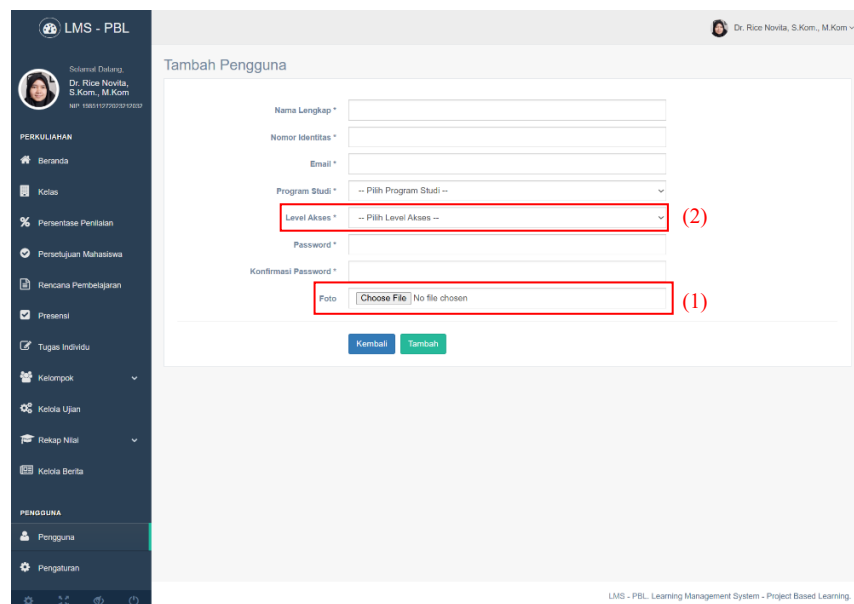 LMS - PBL
Dr. Rice Novita, S.Kom., M.Kom
Selamat Datang,
Dr. Rice Novita,
S.Kom., M.Kom
NIP.
PERKULIAHAN
Beranda
Kelas
Persentase Penilaian
Persetujuan Mahasiswa
Rencana Pembelajaran
Presensi
Tugas Individu
Kelompok
Kelola Ujian
Rekap Nilai
Kelola Berita
PENGGUNA
Pengguna
Pengaturan
Tambah Pengguna
Nama Lengkap *
Nomor Identitas *
Email *
Program Studi * -- Pilih Program Studi --
Level Akses * -- Pilih Level Akses -- (2)
Password *
Konfirmasi Password *
Foto Choose File No file chosen (1)
Kembali Tambah
LMS - PBL. Learning Management System - Project Based Learning.